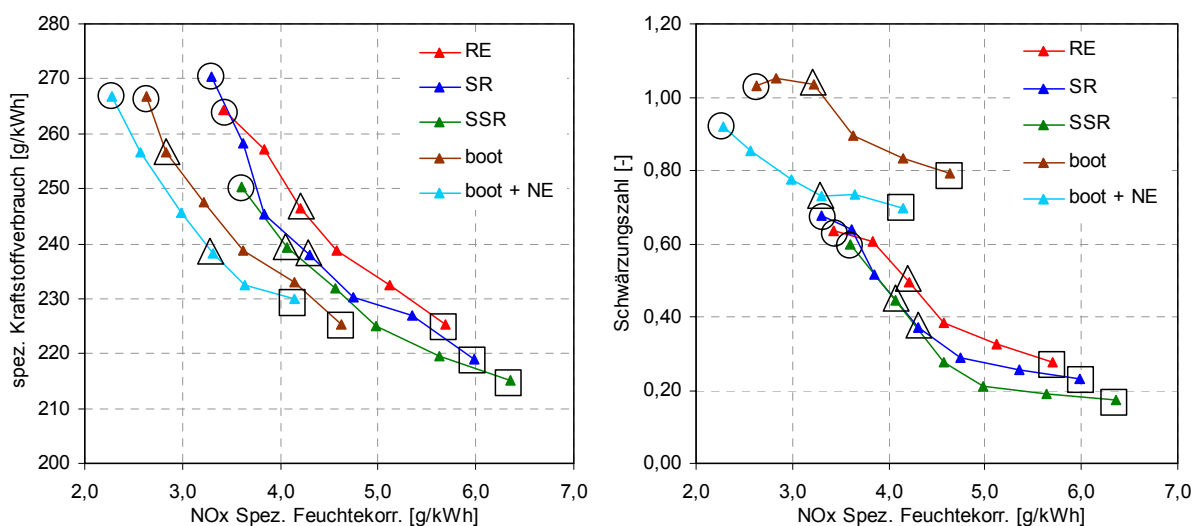 280
270
260
250
240
230
220
210
200
spez. Kraftstoffverbrauch [g/kWh]
2,0 3,0 4,0 5,0 6,0 7,0
NOx Spez. Feuchtekorr. [g/kWh]
RE
SR
SSR
boot
boot + NE
1,20
1,00
0,80
0,60
0,40
0,20
0,00
Schwärzungszahl [-]
2,0 3,0 4,0 5,0 6,0 7,0
NOx Spez. Feuchtekorr. [g/kWh]
RE
SR
SSR
boot
boot + NE